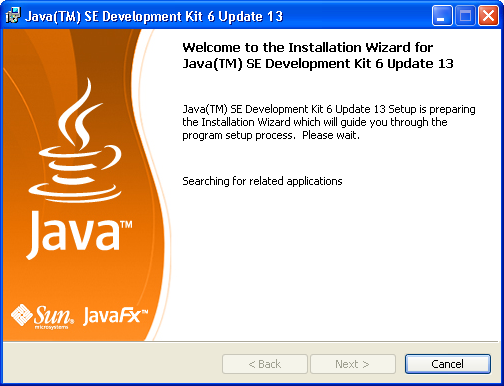 Java(TM) SE Development Kit 6 Update 13
Welcome to the Installation Wizard for
Java(TM) SE Development Kit 6 Update 13
Java(TM) SE Development Kit 6 Update 13 Setup is preparing
the Installation Wizard which will guide you through the
program setup process. Please wait.
Searching for related applications
Java™
Sun
microsystems
JavaFX™
< Back
Next >
Cancel